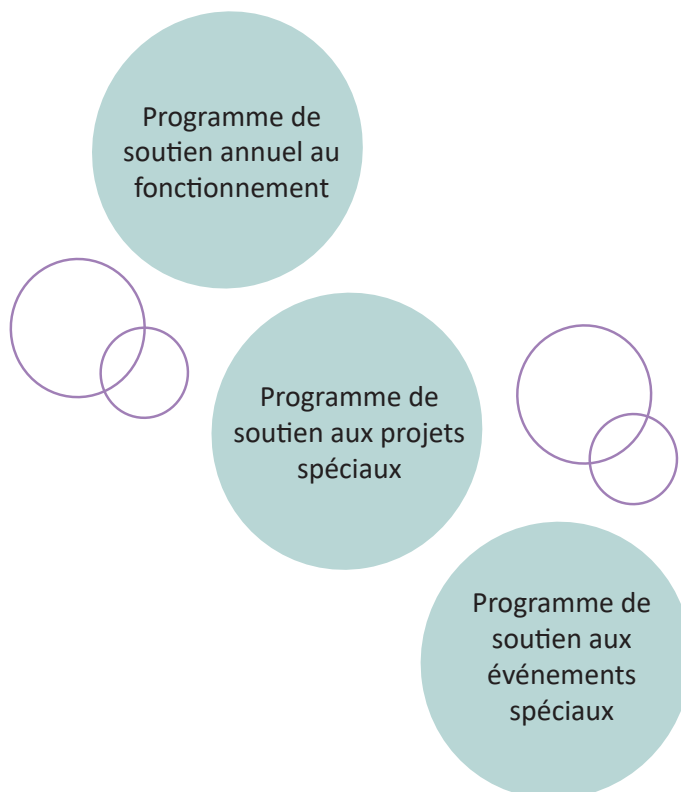 Programme de
soutien annuel au
fonctionnement
Programme de
soutien aux projets
spéciaux
Programme de
soutien aux
événements
spéciaux